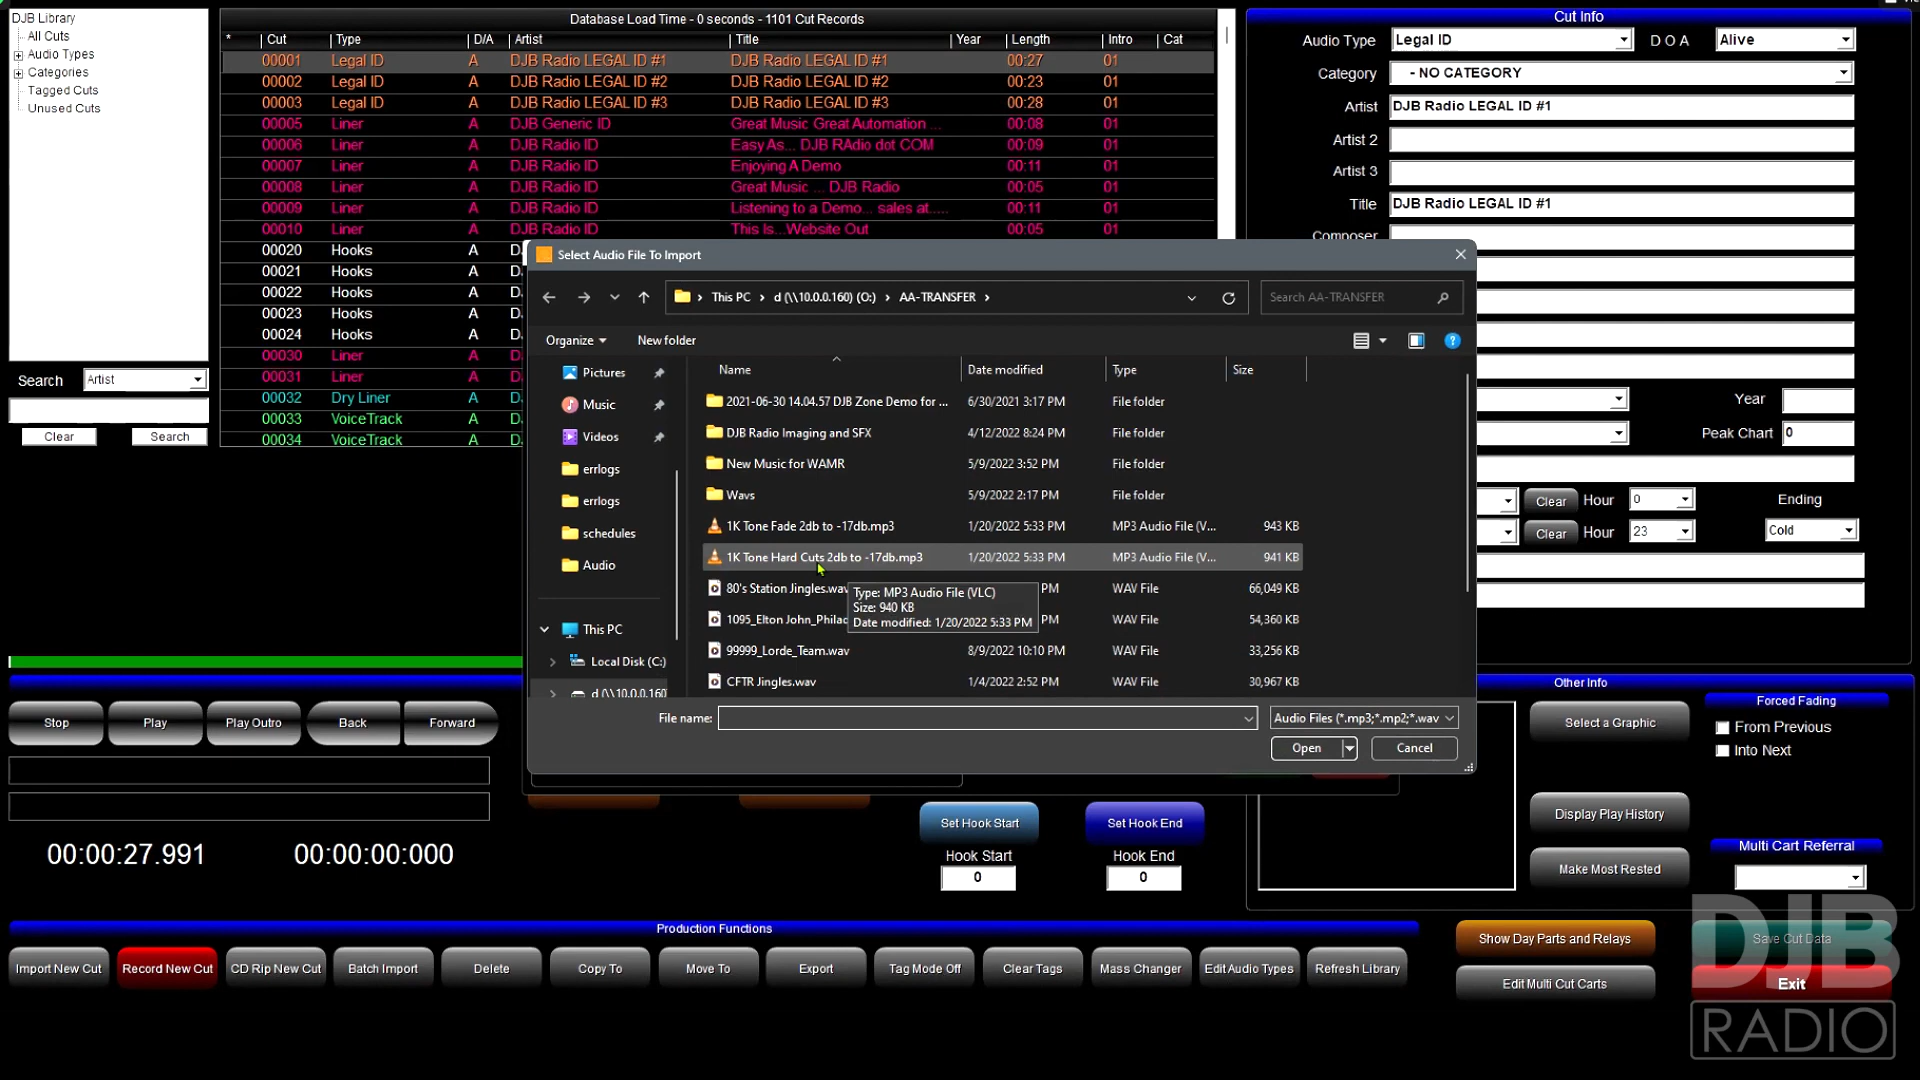 DJB Library
All Cuts
Audio Types
Categories
Tagged Cuts
Unused Cuts
Search Artist
Clear Search
Database Load Time - 0 seconds - 1101 Cut Records
* Cut Type D/A Artist Title Year Length Intro Cat
00001 Legal ID A DJB Radio LEGAL ID #1 DJB Radio LEGAL ID #1 00:27 01
00002 Legal ID A DJB Radio LEGAL ID #2 DJB Radio LEGAL ID #2 00:23 01
00003 Legal ID A DJB Radio LEGAL ID #3 DJB Radio LEGAL ID #3 00:28 01
00005 Liner A DJB Generic ID Great Music Great Automation ... 00:08 01
00006 Liner A DJB Radio ID Easy As... DJB RAdio dot COM 00:09 01
00007 Liner A DJB Radio ID Enjoying A Demo 00:11 01
00008 Liner A DJB Radio ID Great Music ... DJB Radio 00:05 01
00009 Liner A DJB Radio ID Listening to a Demo... sales at..... 00:11 01
00010 Liner A DJB Radio ID This Is...Website Out 00:05 01
00020 Hooks A D
00021 Hooks A D
00022 Hooks A D
00023 Hooks A D
00024 Hooks A D
00030 Liner A D
00031 Liner A D
00032 Dry Liner A D
00033 VoiceTrack A D
00034 VoiceTrack A D
Select Audio File To Import
This PC > d (\\10.0.0.160) (O:) > AA-TRANSFER >
Search AA-TRANSFER
Organize New folder
Pictures
Music
Videos
errlogs
errlogs
schedules
Audio
This PC
Local Disk (C:)
d (\\10.0.0.160)
Name Date modified Type Size
2021-06-30 14.04.57 DJB Zone Demo for ... 6/30/2021 3:17 PM File folder
DJB Radio Imaging and SFX 4/12/2022 8:24 PM File folder
New Music for WAMR 5/9/2022 3:52 PM File folder
Wavs 5/9/2022 2:17 PM File folder
1K Tone Fade 2db to -17db.mp3 1/20/2022 5:33 PM MP3 Audio File (V... 943 KB
1K Tone Hard Cuts 2db to -17db.mp3 1/20/2022 5:33 PM MP3 Audio File (V... 941 KB
80's Station Jingles.wav PM WAV File 66,049 KB
1095_Elton John_Philad PM WAV File 54,360 KB
99999_Lorde_Team.wav 8/9/2022 10:10 PM WAV File 33,256 KB
CFTR Jingles.wav 1/4/2022 2:52 PM WAV File 30,967 KB
Type: MP3 Audio File (VLC)
Size: 940 KB
Date modified: 1/20/2022 5:33 PM
File name: Audio Files (*.mp3;*.mp2;*.wav
Open Cancel
Cut Info
Audio Type Legal ID D O A Alive
Category - NO CATEGORY
Artist DJB Radio LEGAL ID #1
Artist 2
Artist 3
Title DJB Radio LEGAL ID #1
Composer
Year
Peak Chart 0
Clear Hour 0 Ending
Clear Hour 23 Cold
Stop Play Play Outro Back Forward
00:00:27.991 00:00:00:000
Set Hook Start Set Hook End
Hook Start Hook End
0 0
Other Info
Select a Graphic
Display Play History
Make Most Rested
Forced Fading
From Previous
Into Next
Multi Cart Referral
Production Functions
Import New Cut Record New Cut CD Rip New Cut Batch Import Delete Copy To Move To Export Tag Mode Off Clear Tags Mass Changer Edit Audio Types Refresh Library
Show Day Parts and Relays
Edit Multi Cut Carts
Save Cut Data
Exit
DJB
RADIO